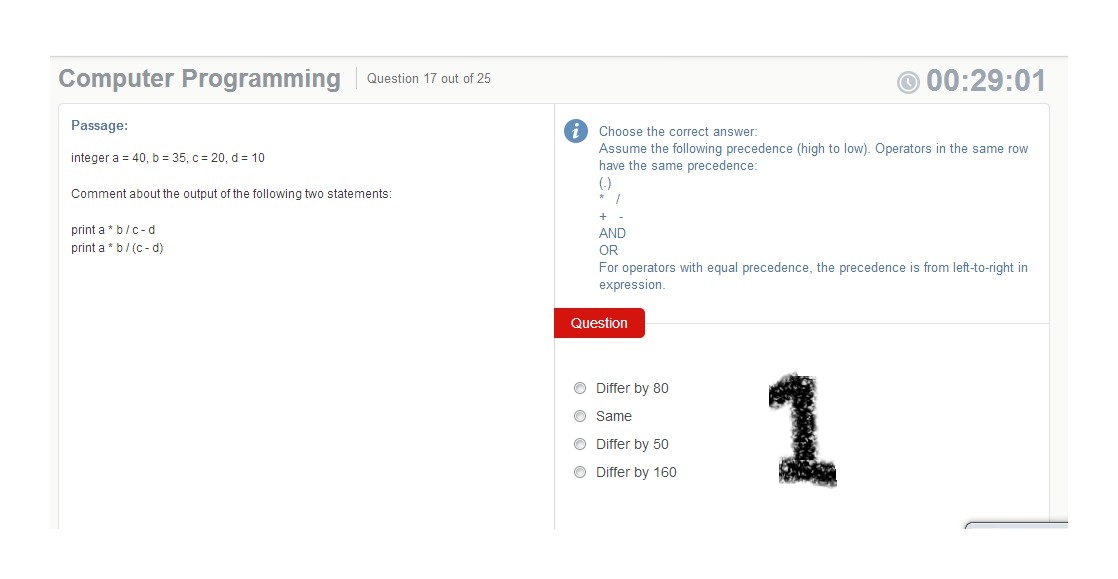 Computer Programming
Question 17 out of 25
00:29:01
Passage:
integer a = 40, b = 35, c = 20, d = 10
Comment about the output of the following two statements:
print a * b / c - d
print a * b / (c - d)
i
Choose the correct answer:
Assume the following precedence (high to low). Operators in the same row
have the same precedence:
(.)
* /
+ -
AND
OR
For operators with equal precedence, the precedence is from left-to-right in
expression.
Question
Differ by 80
Same
Differ by 50
Differ by 160
1